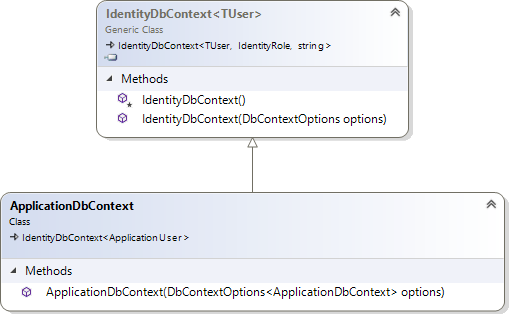 IdentityDbContext<TUser>
Generic Class
IdentityDbContext<TUser, IdentityRole, string>
Methods
IdentityDbContext()
IdentityDbContext(DbContextOptions options)
ApplicationDbContext
Class
IdentityDbContext<ApplicationUser>
Methods
ApplicationDbContext(DbContextOptions<ApplicationDbContext> options)